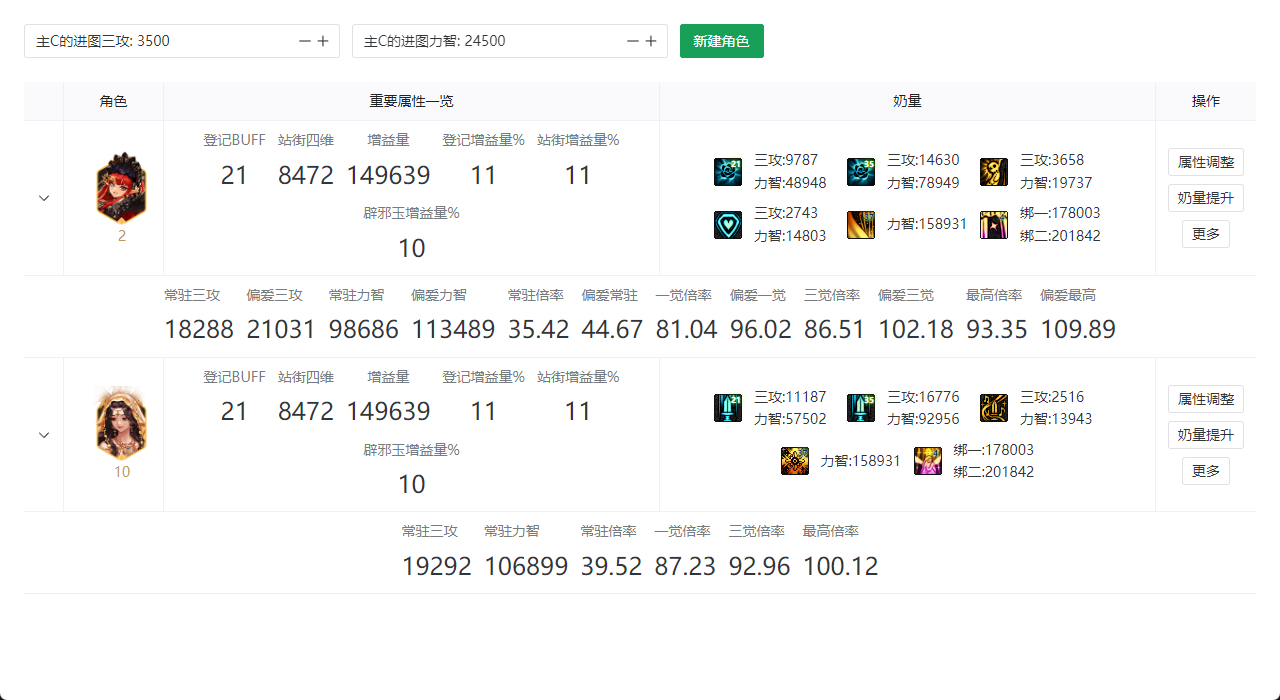 主C的进图三攻: 3500
主C的进图力智: 24500
新建角色
角色 重要属性一览 奶量 操作
登记BUFF 站街四维 增益量 登记增益量% 站街增益量%
21 8472 149639 11 11
辟邪玉增益量%
10
2
21 三攻:9787 力智:48948
35 三攻:14630 力智:78949
三攻:3658 力智:19737
三攻:2743 力智:14803
力智:158931
绑一:178003 绑二:201842
属性调整
奶量提升
更多
常驻三攻 偏爱三攻 常驻力智 偏爱力智 常驻倍率 偏爱常驻 一觉倍率 偏爱一觉 三觉倍率 偏爱三觉 最高倍率 偏爱最高
18288 21031 98686 113489 35.42 44.67 81.04 96.02 86.51 102.18 93.35 109.89
登记BUFF 站街四维 增益量 登记增益量% 站街增益量%
21 8472 149639 11 11
辟邪玉增益量%
10
10
21 三攻:11187 力智:57502
35 三攻:16776 力智:92956
三攻:2516 力智:13943
力智:158931
绑一:178003 绑二:201842
属性调整
奶量提升
更多
常驻三攻 常驻力智 常驻倍率 一觉倍率 三觉倍率 最高倍率
19292 106899 39.52 87.23 92.96 100.12